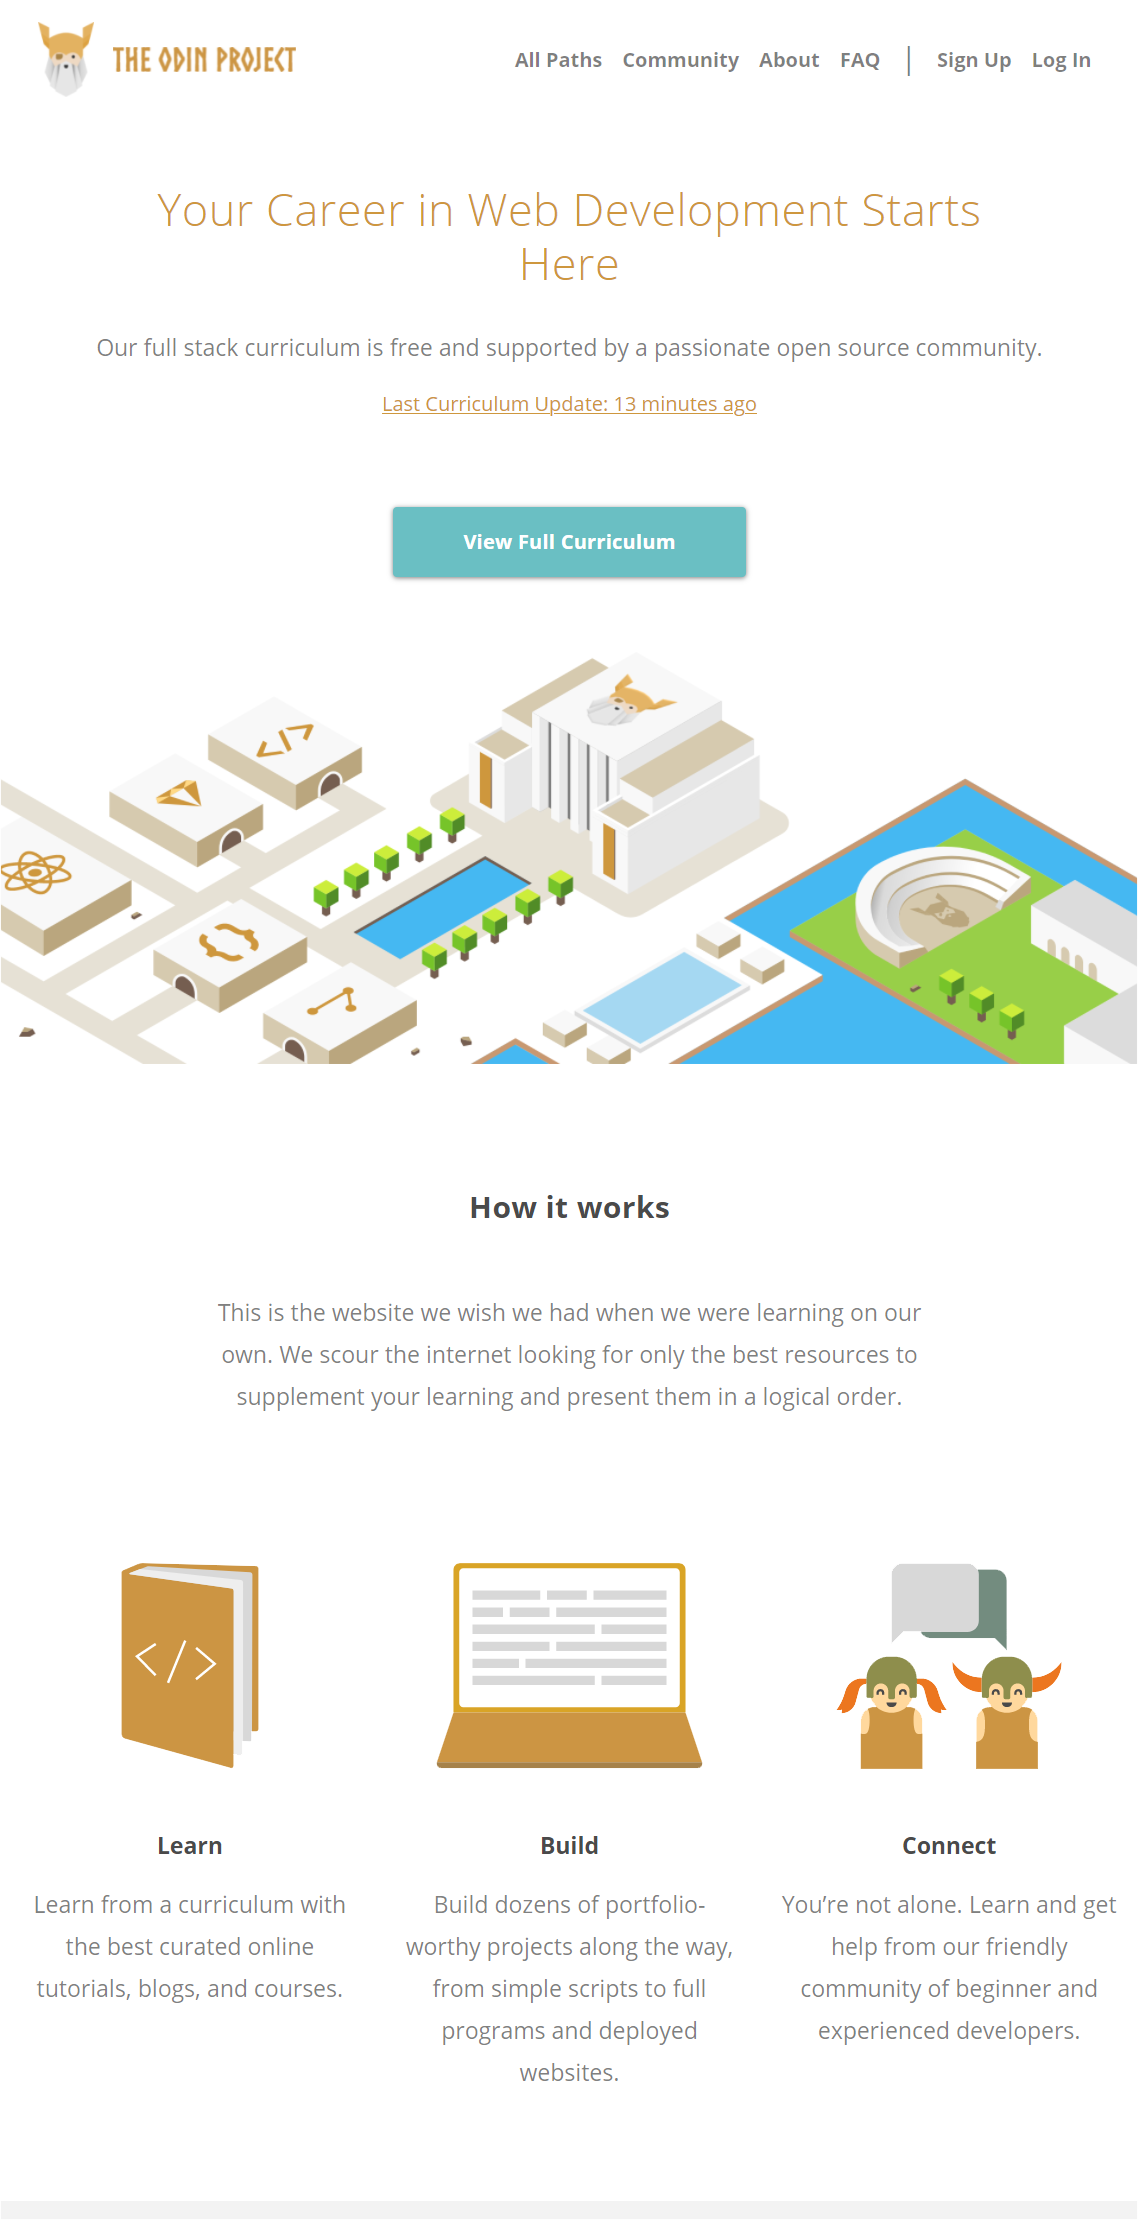 THE ODIN PROJECT
All Paths Community About FAQ Sign Up Log In
Your Career in Web Development Starts
Here
Our full stack curriculum is free and supported by a passionate open source community.
Last Curriculum Update: 13 minutes ago
View Full Curriculum
</>
How it works
This is the website we wish we had when we were learning on our
own. We scour the internet looking for only the best resources to
supplement your learning and present them in a logical order.
</>
Learn
Learn from a curriculum with
the best curated online
tutorials, blogs, and courses.
Build
Build dozens of portfolio-
worthy projects along the way,
from simple scripts to full
programs and deployed
websites.
Connect
You’re not alone. Learn and get
help from our friendly
community of beginner and
experienced developers.